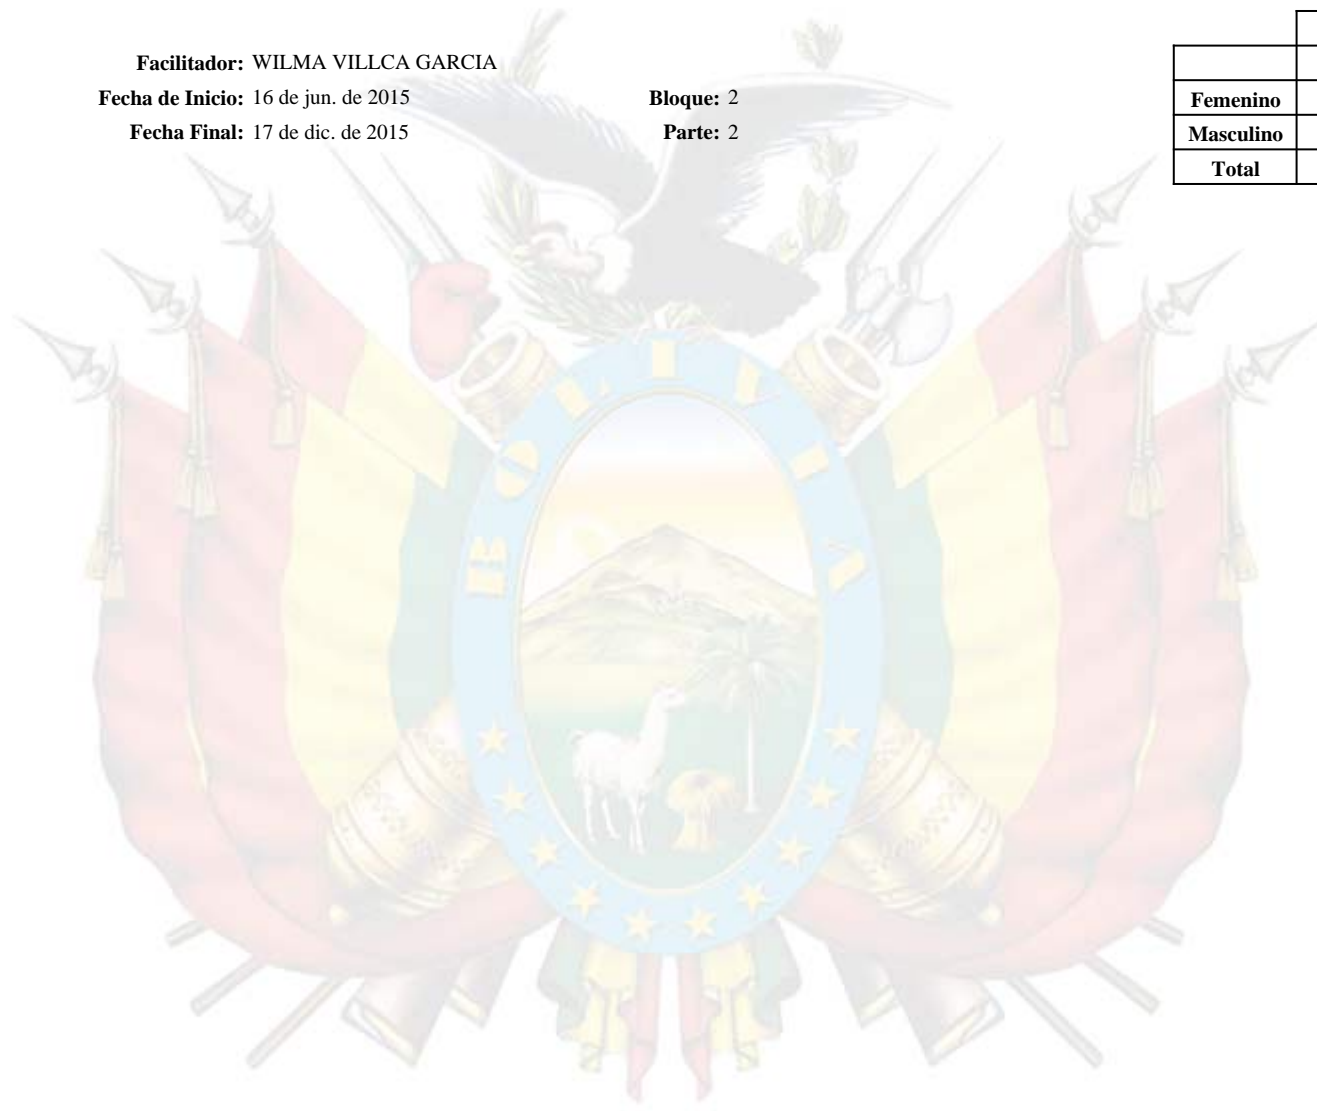 Facilitador: WILMA VILLCA GARCIA
Fecha de Inicio: 16 de jun. de 2015 Bloque: 2
Fecha Final: 17 de dic. de 2015 Parte: 2
Femenino
Masculino
Total
BOLIVIA